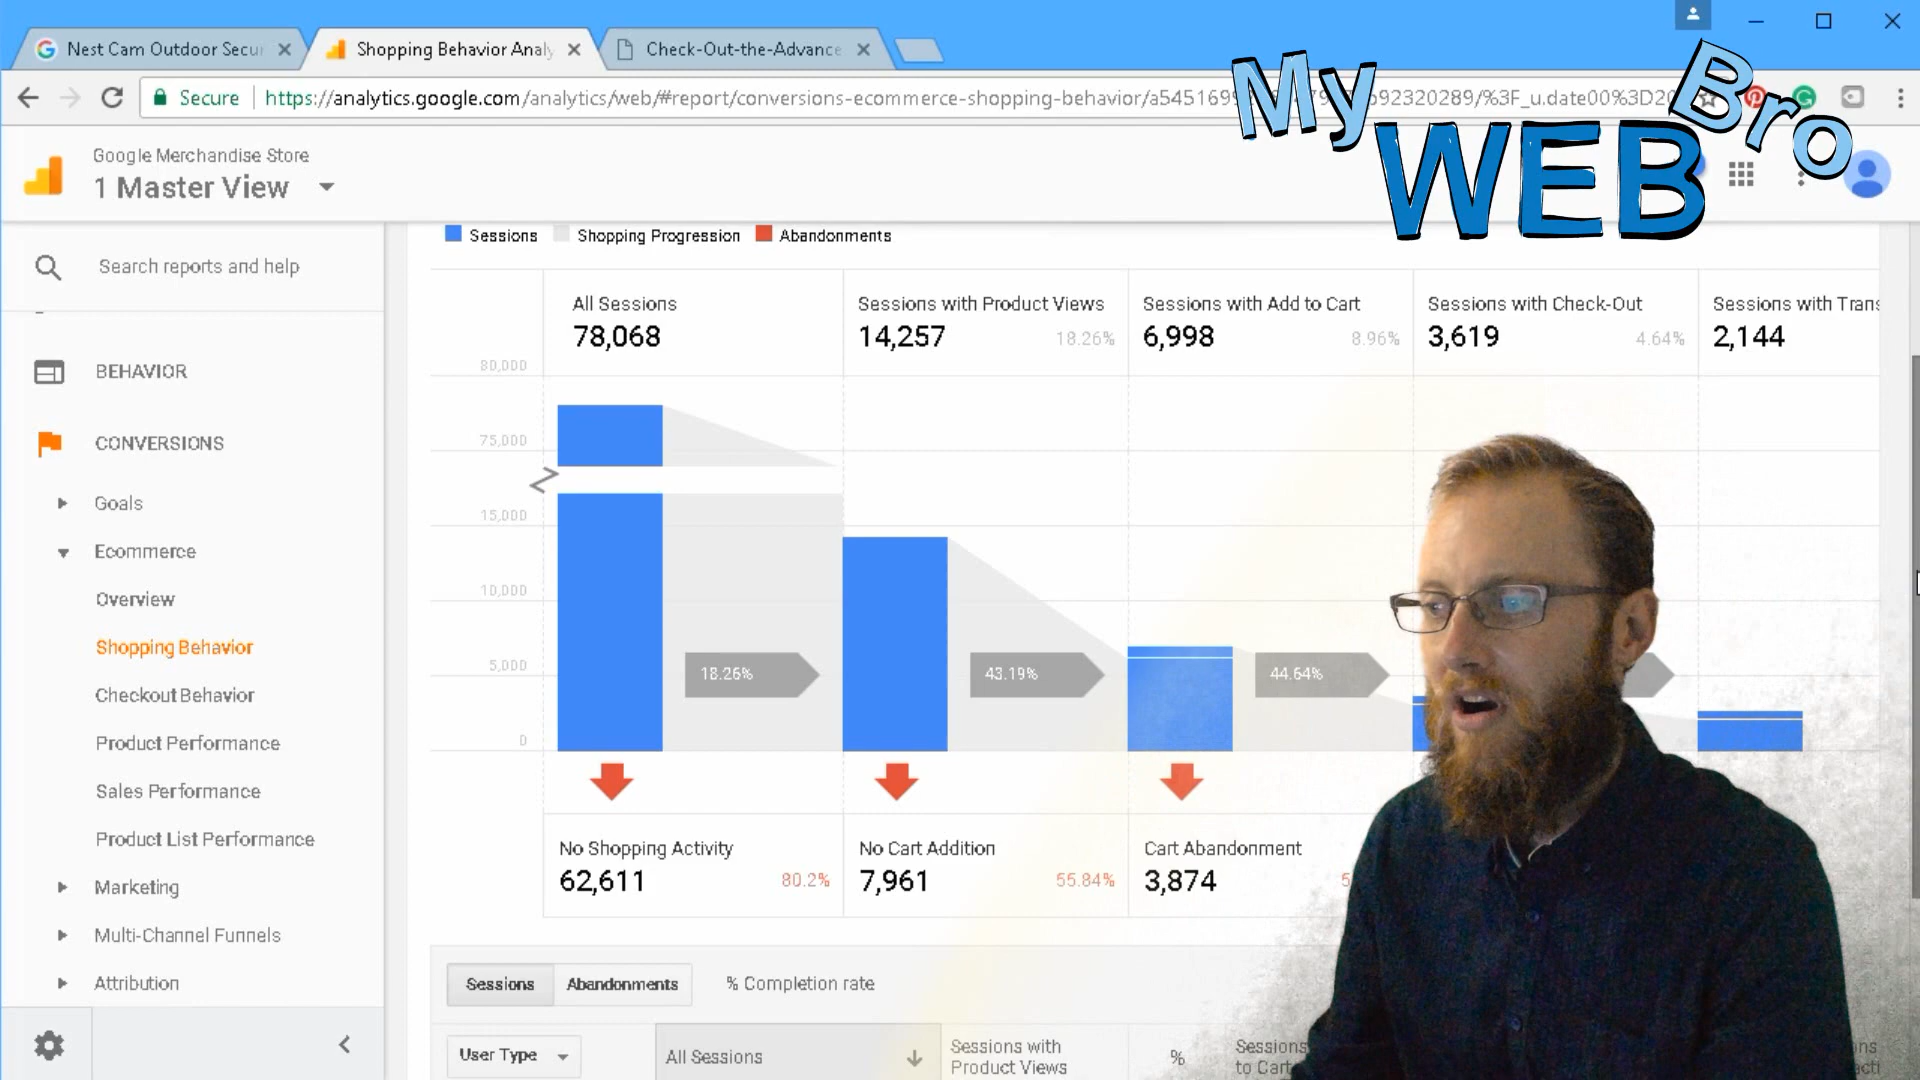 Nest Cam Outdoor Secur
Shopping Behavior Analy
Check-Out-the-Advance
Secure
https://analytics.google.com/analytics/web/#report/conversions-ecommerce-shopping-behavior/a545169
92320289/%3F_u.date00%3D20
My
WEB
Bro
Google Merchandise Store
1 Master View
Search reports and help
BEHAVIOR
CONVERSIONS
Goals
Ecommerce
Overview
Shopping Behavior
Checkout Behavior
Product Performance
Sales Performance
Product List Performance
Marketing
Multi-Channel Funnels
Attribution
Sessions
Shopping Progression
Abandonments
All Sessions
78,068
Sessions with Product Views
14,257
18.26%
Sessions with Add to Cart
6,998
8.96%
Sessions with Check-Out
3,619
4.64%
Sessions with Trans
2,144
80,000
75,000
15,000
10,000
5,000
0
18.26%
43.19%
44.64%
No Shopping Activity
62,611
80.2%
No Cart Addition
7,961
55.84%
Cart Abandonment
3,874
5
Sessions
Abandonments
% Completion rate
User Type
All Sessions
Sessions with
Product Views
%
Sessions
to Cart